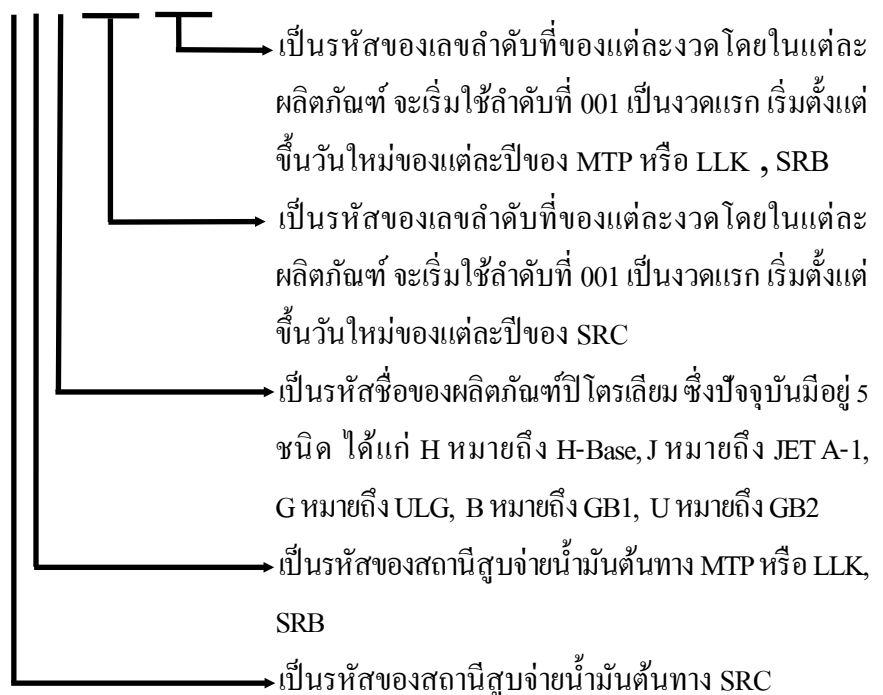 เป็นรหัสของเลขลำดับที่ของแต่ละงวดโดยในแต่ละ
ผลิตภัณฑ์ จะเริ่มใช้ลำดับที่ 001 เป็นงวดแรก เริ่มตั้งแต่
ขึ้นวันใหม่ของแต่ละปีของ MTP หรือ LLK , SRB
เป็นรหัสของเลขลำดับที่ของแต่ละงวดโดยในแต่ละ
ผลิตภัณฑ์ จะเริ่มใช้ลำดับที่ 001 เป็นงวดแรก เริ่มตั้งแต่
ขึ้นวันใหม่ของแต่ละปีของ SRC
เป็นรหัสชื่อของผลิตภัณฑ์ปิโตรเลียม ซึ่งปัจจุบันมีอยู่ 5
ชนิด ได้แก่ H หมายถึง H-Base, J หมายถึง JET A-1,
G หมายถึง ULG, B หมายถึง GB1, U หมายถึง GB2
เป็นรหัสของสถานีสูบจ่ายน้ำมันต้นทาง MTP หรือ LLK,
SRB
เป็นรหัสของสถานีสูบจ่ายน้ำมันต้นทาง SRC